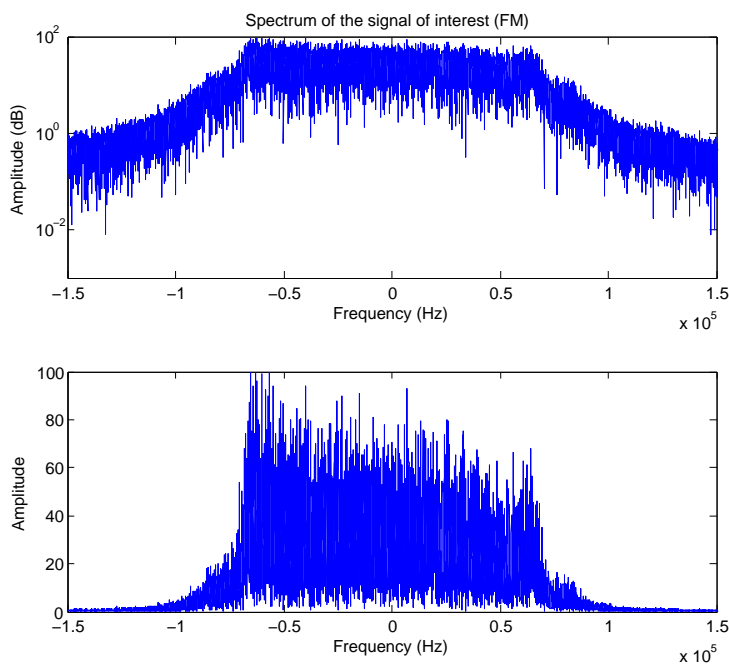 Spectrum of the signal of interest (FM)
10^2
10^0
10^−2
Amplitude (dB)
−1.5 −1 −0.5 0 0.5 1 1.5
Frequency (Hz)
x 10^5
100
80
60
40
20
0
Amplitude
−1.5 −1 −0.5 0 0.5 1 1.5
Frequency (Hz)
x 10^5